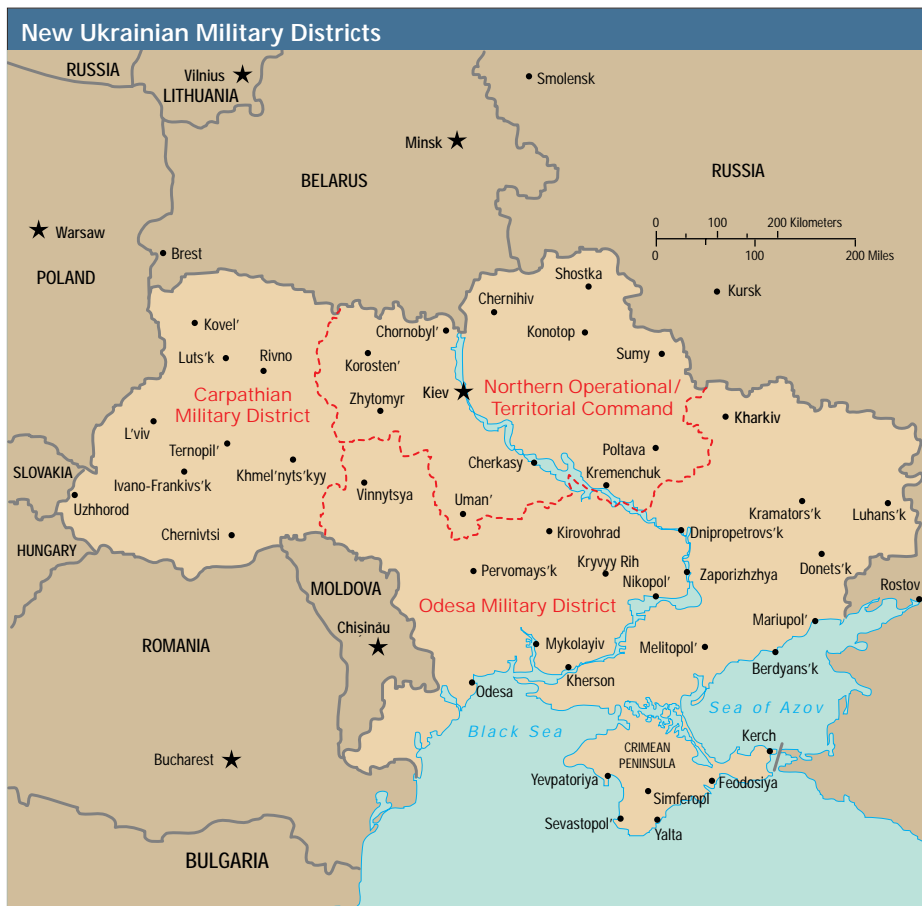 New Ukrainian Military Districts
RUSSIA
Vilnius
LITHUANIA
Smolensk
Minsk
BELARUS
RUSSIA
Warsaw
POLAND
Brest
0 100 200 Kilometers
0 100 200 Miles
Kursk
Shostka
Chernihiv
Konotop
Sumy
Kovel'
Luts'k
Rivno
Chornobyl'
Korosten'
Zhytomyr
Kiev
Carpathian
Military District
Northern Operational/
Territorial Command
L'viv
Ternopil'
Ivano-Frankivs'k
Khmel'nyts'kyy
Chernivtsi
Uzhhorod
SLOVAKIA
HUNGARY
Vinnytsya
Uman'
Cherkasy
Poltava
Kremenchuk
Kharkiv
Kramators'k
Luhans'k
Kirovohrad
Dnipropetrovs'k
Donets'k
Pervomays'k
Kryvyy Rih
Nikopol'
Zaporizhzhya
Rostov
Odesa Military District
MOLDOVA
Chişinău
ROMANIA
Mykolayiv
Kherson
Melitopol'
Mariupol'
Berdyans'k
Odesa
Black Sea
Sea of Azov
Bucharest
CRIMEAN
PENINSULA
Kerch
Yevpatoriya
Feodosiya
Simferopl
Sevastopol'
Yalta
BULGARIA